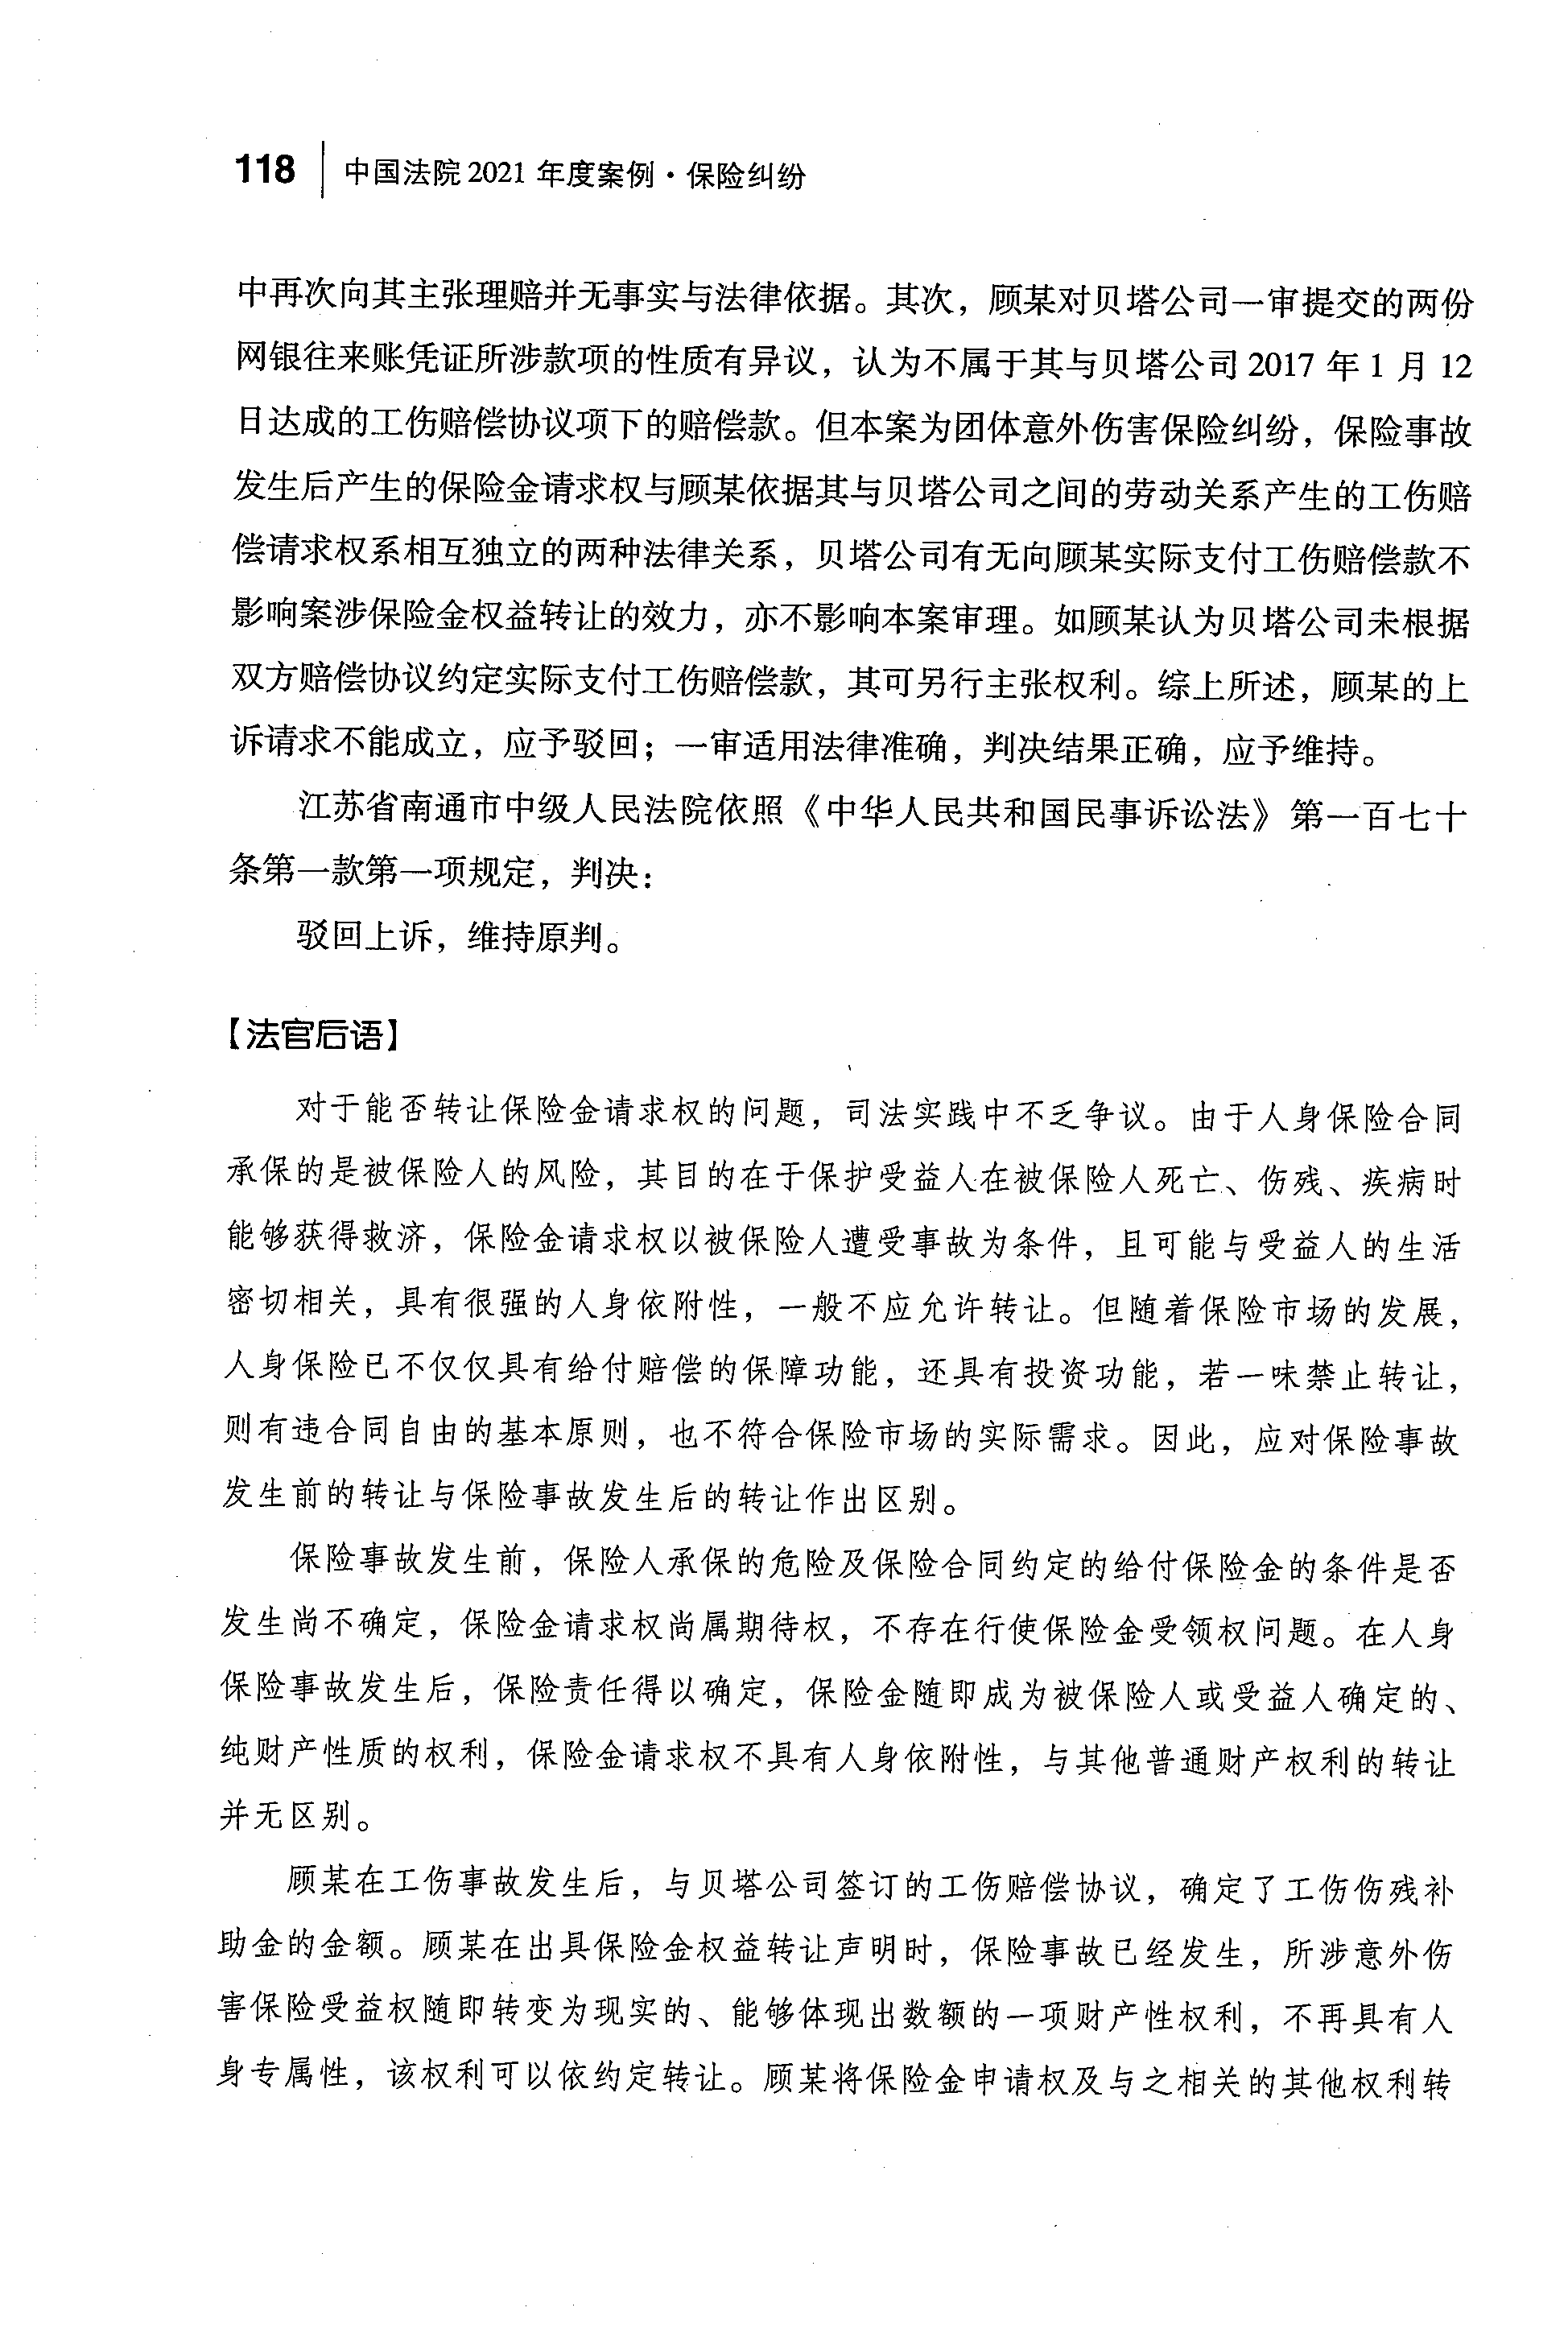 118 中国法院 2021 年度案例·保险纠纷
中再次向其主张理赔并无事实与法律依据。其次，顾某对贝塔公司一审提交的两份
网银往来账凭证所涉款项的性质有异议，认为不属于其与贝塔公司 2017 年 1 月 12
日达成的工伤赔偿协议项下的赔偿款。但本案为团体意外伤害保险纠纷，保险事故
发生后产生的保险金请求权与顾某依据其与贝塔公司之间的劳动关系产生的工伤赔
偿请求权系相互独立的两种法律关系，贝塔公司有无向顾某实际支付工伤赔偿款不
影响案涉保险金权益转让的效力，亦不影响本案审理。如顾某认为贝塔公司未根据
双方赔偿协议约定实际支付工伤赔偿款，其可另行主张权利。综上所述，顾某的上
诉请求不能成立，应予驳回；一审适用法律准确，判决结果正确，应予维持。
江苏省南通市中级人民法院依照《中华人民共和国民事诉讼法》第一百七十
条第一款第一项规定，判决：
驳回上诉，维持原判。
【法官后语】
对于能否转让保险金请求权的问题，司法实践中不乏争议。由于人身保险合同
承保的是被保险人的风险，其目的在于保护受益人在被保险人死亡、伤残、疾病时
能够获得救济，保险金请求权以被保险人遭受事故为条件，且可能与受益人的生活
密切相关，具有很强的人身依附性，一般不应允许转让。但随着保险市场的发展，
人身保险已不仅仅具有给付赔偿的保障功能，还具有投资功能，若一味禁止转让，
则有违合同自由的基本原则，也不符合保险市场的实际需求。因此，应对保险事故
发生前的转让与保险事故发生后的转让作出区别。
保险事故发生前，保险人承保的危险及保险合同约定的给付保险金的条件是否
发生尚不确定，保险金请求权尚属期待权，不存在行使保险金受领权问题。在人身
保险事故发生后，保险责任得以确定，保险金随即成为被保险人或受益人确定的、
纯财产性质的权利，保险金请求权不具有人身依附性，与其他普通财产权利的转让
并无区别。
顾某在工伤事故发生后，与贝塔公司签订的工伤赔偿协议，确定了工伤伤残补
助金的金额。顾某在出具保险金权益转让声明时，保险事故已经发生，所涉意外伤
害保险受益权随即转变为现实的、能够体现出数额的一项财产性权利，不再具有人
身专属性，该权利可以依约定转让。顾某将保险金申请权及与之相关的其他权利转